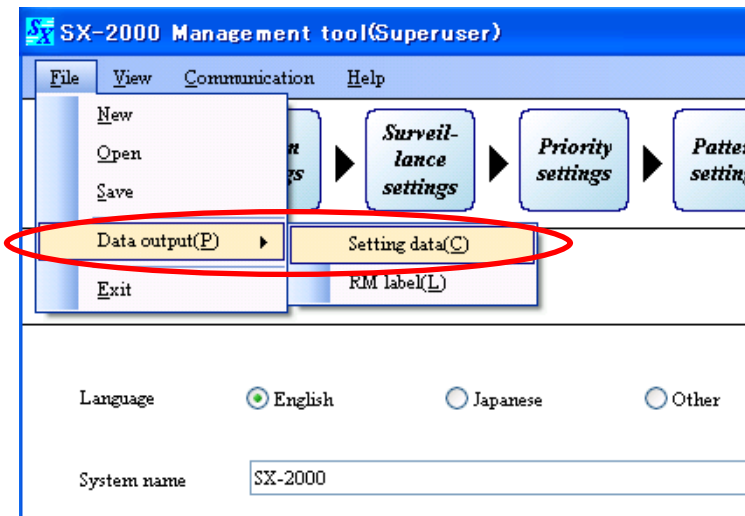 SX SX-2000 Management tool(Superuser)
File View Communication Help
New
Open
Save
Data output(P)
Exit
Setting data(C)
RM label(L)
Surveil-
lance
settings
Priority
settings
Language
English
Japanese
Other
System name
SX-2000